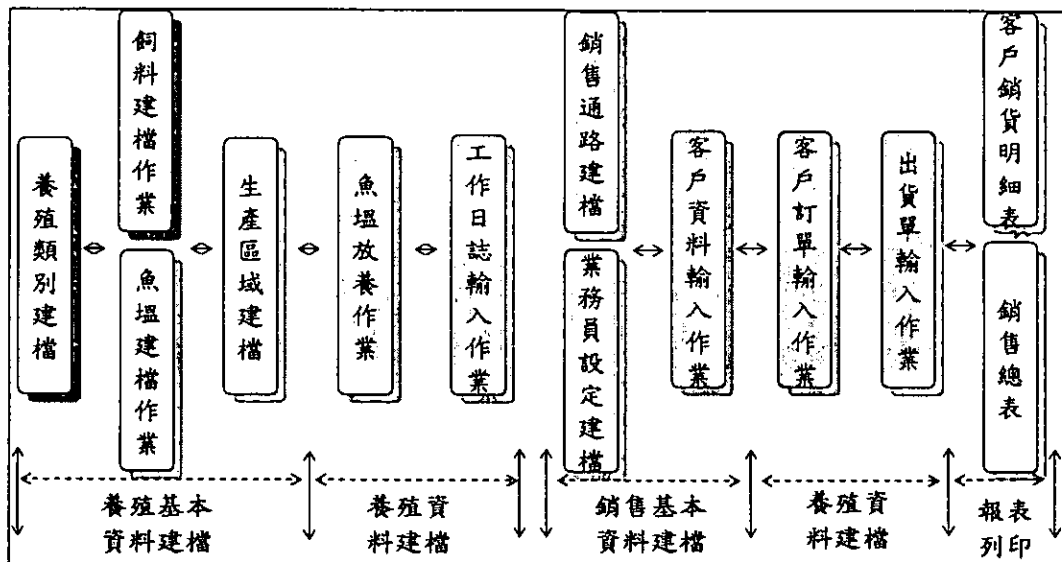 養殖類別建檔
飼料建檔作業
魚塭建檔作業
生產區域建檔
魚塭放養作業
工作日誌輸入作業
銷售通路建檔
業務員設定建檔
客戶資料輸入作業
客戶訂單輸入作業
出貨單輸入作業
客戶銷貨明細表
銷售總表
養殖基本
資料建檔
養殖資
料建檔
銷售基本
資料建檔
養殖資
料建檔
報表
列印